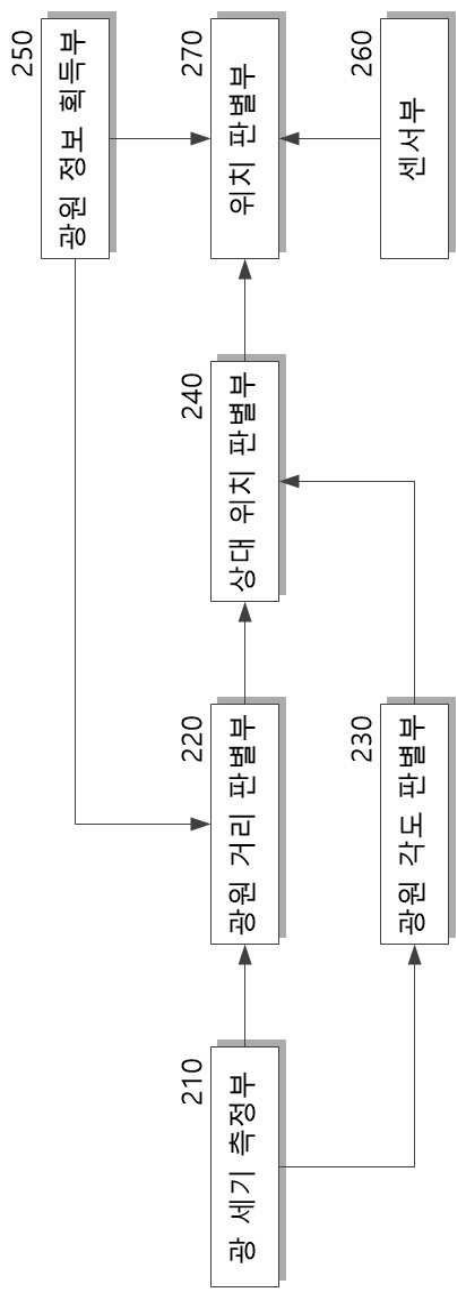 250
광원 정보 획득부
270
위치 판별부
260
센서부
240
상대 위치 판별부
220
광원 거리 판별부
230
광원 각도 판별부
210
광 세기 측정부